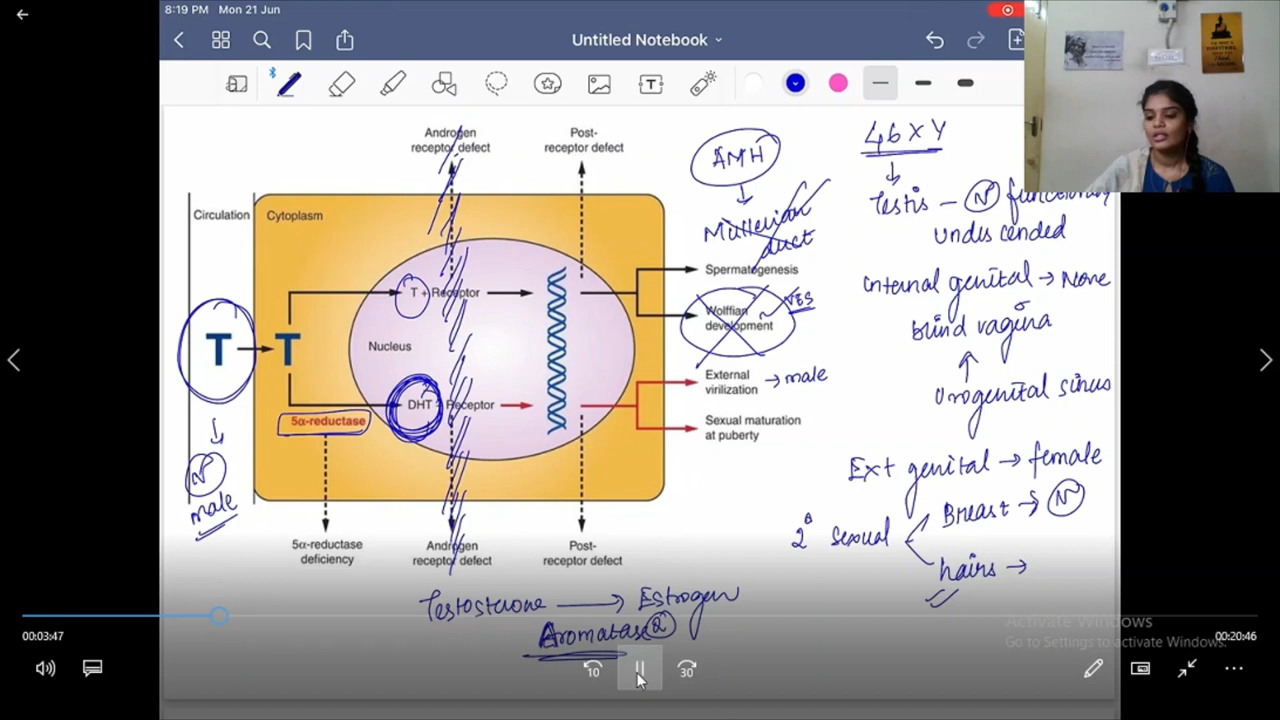 8:19 PM Mon 21 Jun
Untitled Notebook
Androgen
receptor defect
Post-
receptor defect
Circulation
Cytoplasm
T
T
T + Receptor
Nucleus
DHT Receptor
5α-reductase
5α-reductase
deficiency
Androgen
receptor defect
Post-
receptor defect
Spermatogenesis
Wolffian
development
YES
External
virilization → male
Sexual maturation
at puberty
N
male
AMH
Mullerian
duct
46XY
Testis – N functioning
undescended
Internal genital → None
blind vagina
Urogenital sinus
Ext genital → female
2° sexual
Breast → N
hairs →
Testosterone → Estrogen
Aromatase
00:03:47
00:20:46
10
30
Activate Windows
Go to Settings to activate Windows.